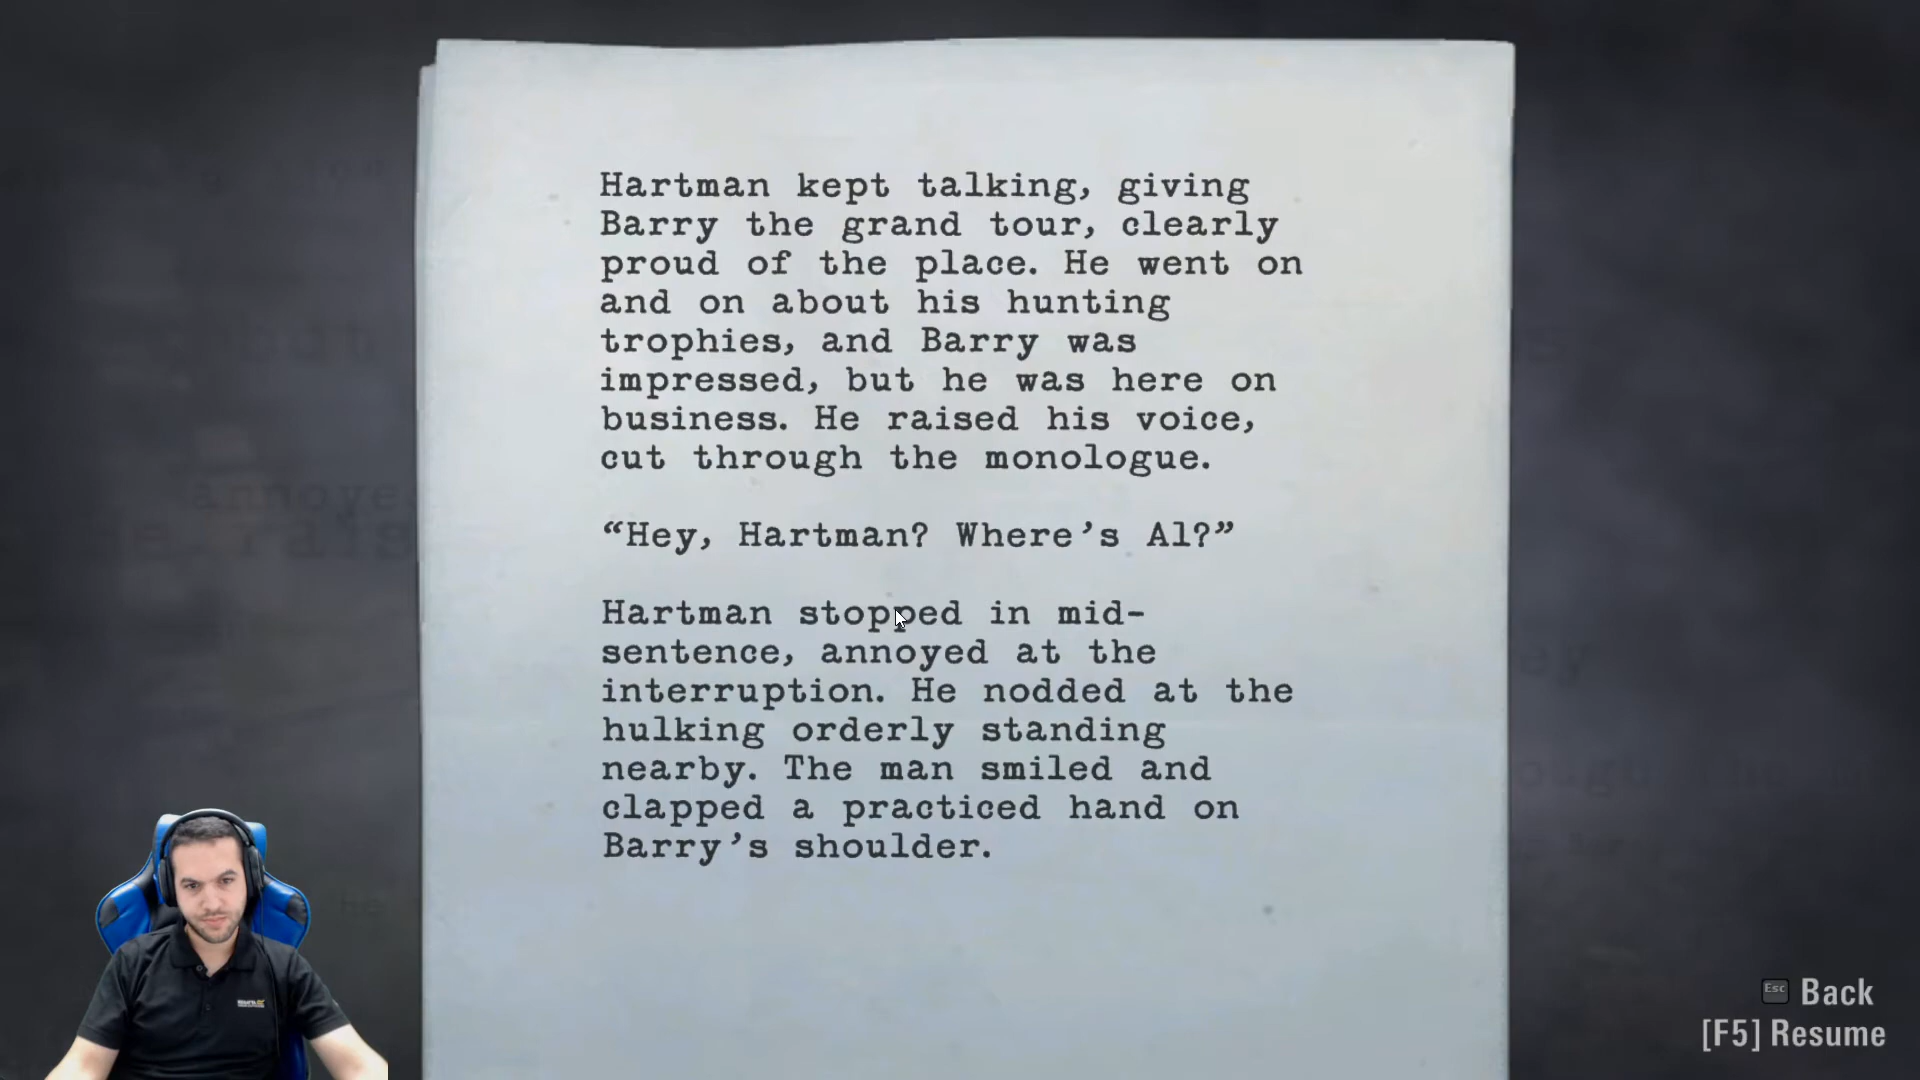 Hartman kept talking, giving
Barry the grand tour, clearly
proud of the place. He went on
and on about his hunting
trophies, and Barry was
impressed, but he was here on
business. He raised his voice,
cut through the monologue.
“Hey, Hartman? Where’s Al?”
Hartman stopped in mid-
sentence, annoyed at the
interruption. He nodded at the
hulking orderly standing
nearby. The man smiled and
clapped a practiced hand on
Barry’s shoulder.
Esc Back
[F5] Resume